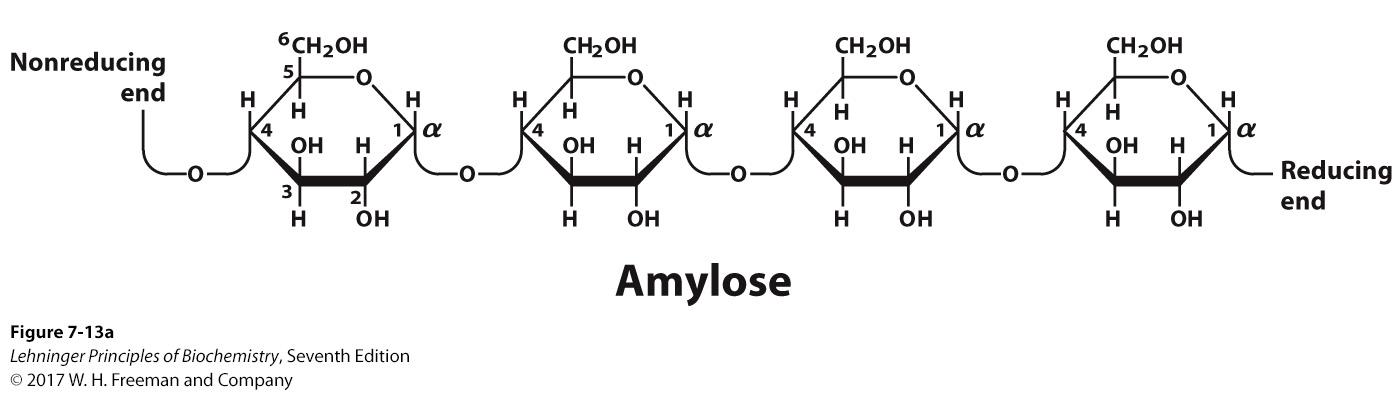 Nonreducing
end
6CH2OH
5
O
H
H
H
4
OH
H
1
α
3
2
H
OH
O
CH2OH
O
H
H
H
4
OH
H
1
α
H
OH
O
CH2OH
O
H
H
H
4
OH
H
1
α
H
OH
O
CH2OH
O
H
H
H
4
OH
H
1
α
H
OH
O
Reducing
end
Amylose
Figure 7-13a
Lehninger Principles of Biochemistry, Seventh Edition
© 2017 W. H. Freeman and Company